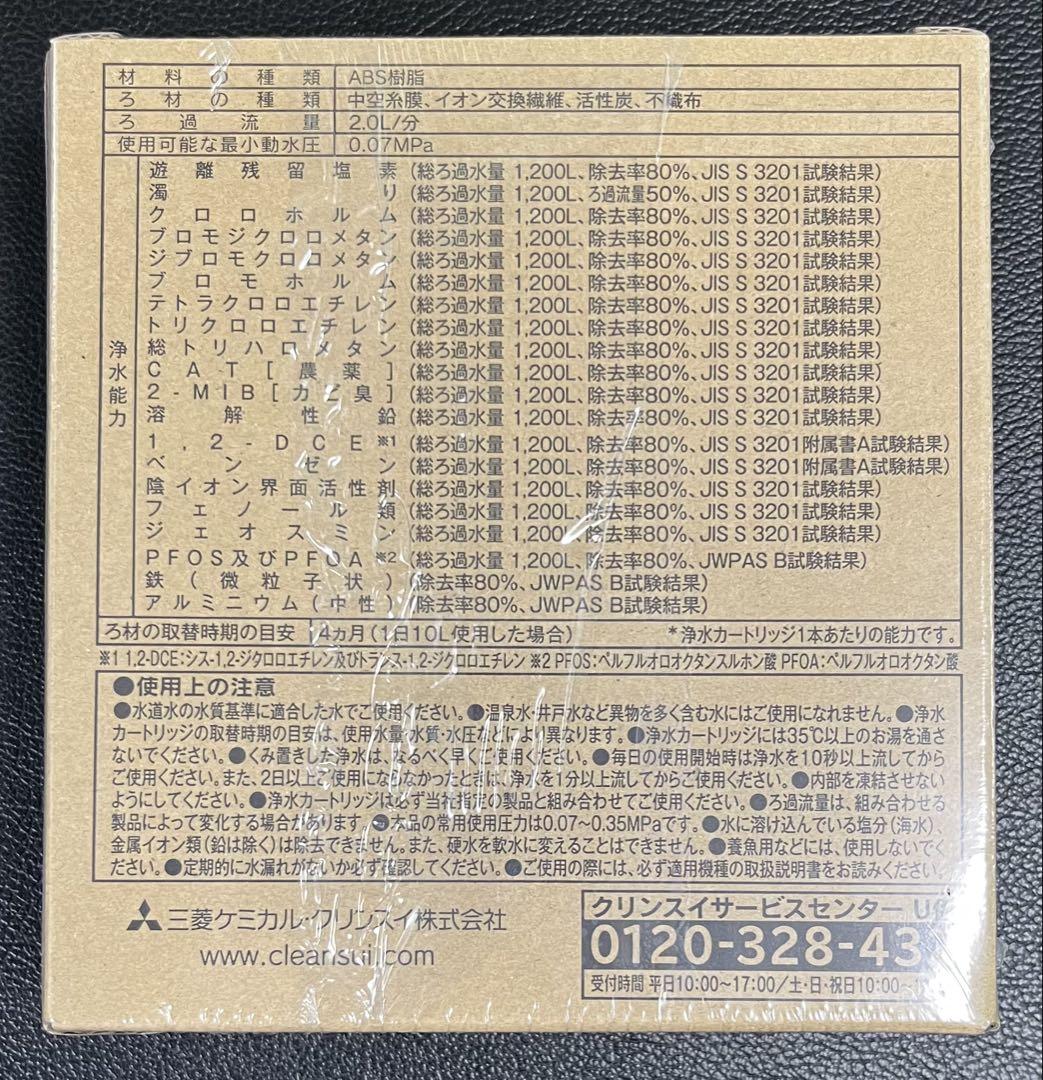 材料の種類 ABS樹脂
ろ材の種類 中空糸膜、イオン交換繊維、活性炭、不織布
ろ過流量 2.0L/分
使用可能な最小動水圧 0.07MPa
浄水能力
遊離残留塩素 (総ろ過水量 1,200L、除去率80%、JIS S 3201試験結果)
濁り (総ろ過水量 1,200L、ろ過流量50%、JIS S 3201試験結果)
クロロホルム (総ろ過水量 1,200L、除去率80%、JIS S 3201試験結果)
ブロモジクロロメタン (総ろ過水量 1,200L、除去率80%、JIS S 3201試験結果)
ジブロモクロロメタン (総ろ過水量 1,200L、除去率80%、JIS S 3201試験結果)
ブロモホルム (総ろ過水量 1,200L、除去率80%、JIS S 3201試験結果)
テトラクロロエチレン (総ろ過水量 1,200L、除去率80%、JIS S 3201試験結果)
トリクロロエチレン (総ろ過水量 1,200L、除去率80%、JIS S 3201試験結果)
総トリハロメタン (総ろ過水量 1,200L、除去率80%、JIS S 3201試験結果)
CAT[農薬] (総ろ過水量 1,200L、除去率80%、JIS S 3201試験結果)
2-MIB[カビ臭] (総ろ過水量 1,200L、除去率80%、JIS S 3201試験結果)
溶解性鉛 (総ろ過水量 1,200L、除去率80%、JIS S 3201試験結果)
1,2-DCE※1 (総ろ過水量 1,200L、除去率80%、JIS S 3201附属書A試験結果)
ベンゼン (総ろ過水量 1,200L、除去率80%、JIS S 3201附属書A試験結果)
陰イオン界面活性剤 (総ろ過水量 1,200L、除去率80%、JIS S 3201試験結果)
フェノール類 (総ろ過水量 1,200L、除去率80%、JIS S 3201試験結果)
ジェオスミン (総ろ過水量 1,200L、除去率80%、JIS S 3201試験結果)
PFOS及びPFOA※2 (総ろ過水量 1,200L、除去率80%、JWPAS B試験結果)
鉄(微粒子状) (除去率80%、JWPAS B試験結果)
アルミニウム(中性) (除去率80%、JWPAS B試験結果)
ろ材の取替時期の目安 4ヵ月(1日10L使用した場合) *浄水カートリッジ1本あたりの能力です。
※1 1,2-DCE:シス-1,2-ジクロロエチレン及びトランス-1,2-ジクロロエチレン ※2 PFOS:ペルフルオロオクタンスルホン酸 PFOA:ペルフルオロオクタン酸
●使用上の注意
●水道水の水質基準に適合した水でご使用ください。●温泉水・井戸水など異物を多く含む水にはご使用になれません。●浄水
カートリッジの取替時期の目安は、使用水量・水質・水圧などにより異なります。●浄水カートリッジには35℃以上のお湯を通さ
ないでください。●くみ置きした浄水は、なるべく早くご使用ください。●毎日の使用開始時は浄水を10秒以上流してから
ご使用ください。また、2日以上ご使用にならなかったときは、浄水を1分以上流してからご使用ください。●内部を凍結させない
ようにしてください。●浄水カートリッジは必ず当社指定の製品と組み合わせてご使用ください。●ろ過流量は、組み合わせる
製品によって変化する場合があります。●本品の常用使用圧力は0.07~0.35MPaです。●水に溶け込んでいる塩分(海水)、
金属イオン類(鉛は除く)は除去できません。また、硬水を軟水に変えることはできません。●養魚用などには、使用しないでく
ださい。●定期的に水漏れがないか必ず確認してください。●ご使用の際には、必ず適用機種の取扱説明書をお読みください。
三菱ケミカル・クリンスイ株式会社
www.cleansui.com
クリンスイサービスセンター
0120-328-43
受付時間 平日10:00~17:00/土・日・祝日10:00~